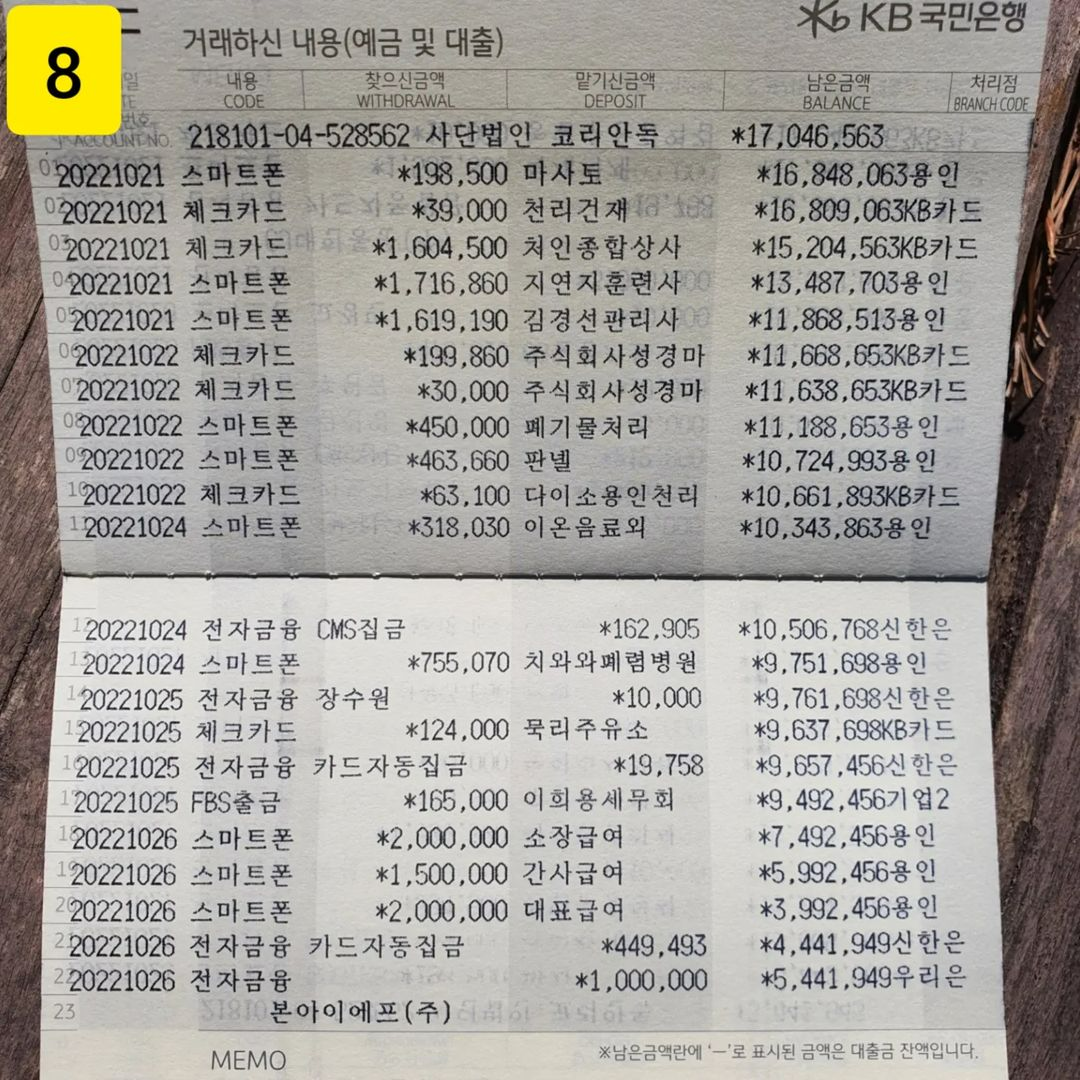 8
KB국민은행
거래하신 내용(예금 및 대출)
일 내용 찾으신금액 맡기신금액 남은금액 처리점
CODE WITHDRAWAL DEPOSIT BALANCE BRANCH CODE
ACCOUNT NO. 218101-04-528562 사단법인 코리안독 *17,046,563
01 20221021 스마트폰 *198,500 마사토 *16,848,063용인
02 20221021 체크카드 *39,000 천리건재 *16,809,063KB카드
03 20221021 체크카드 *1,604,500 처인종합상사 *15,204,563KB카드
04 20221021 스마트폰 *1,716,860 지연지훈련사 *13,487,703용인
05 20221021 스마트폰 *1,619,190 김경선관리사 *11,868,513용인
06 20221022 체크카드 *199,860 주식회사성경마 *11,668,653KB카드
07 20221022 체크카드 *30,000 주식회사성경마 *11,638,653KB카드
08 20221022 스마트폰 *450,000 폐기물처리 *11,188,653용인
09 20221022 스마트폰 *463,660 판넬 *10,724,993용인
10 20221022 체크카드 *63,100 다이소용인천리 *10,661,893KB카드
11 20221024 스마트폰 *318,030 이온음료외 *10,343,863용인
12 20221024 전자금융 CMS집금 *162,905 *10,506,768신한은
13 20221024 스마트폰 *755,070 치와와폐렴병원 *9,751,698용인
14 20221025 전자금융 장수원 *10,000 *9,761,698신한은
15 20221025 체크카드 *124,000 묵리주유소 *9,637,698KB카드
16 20221025 전자금융 카드자동집금 *19,758 *9,657,456신한은
17 20221025 FBS출금 *165,000 이희용세무회 *9,492,456기업2
18 20221026 스마트폰 *2,000,000 소장급여 *7,492,456용인
19 20221026 스마트폰 *1,500,000 간사급여 *5,992,456용인
20 20221026 스마트폰 *2,000,000 대표급여 *3,992,456용인
21 20221026 전자금융 카드자동집금 *449,493 *4,441,949신한은
22 20221026 전자금융 *1,000,000 *5,441,949우리은
23 본아이에프(주)
MEMO ※남은금액란에 '—'로 표시된 금액은 대출금 잔액입니다.